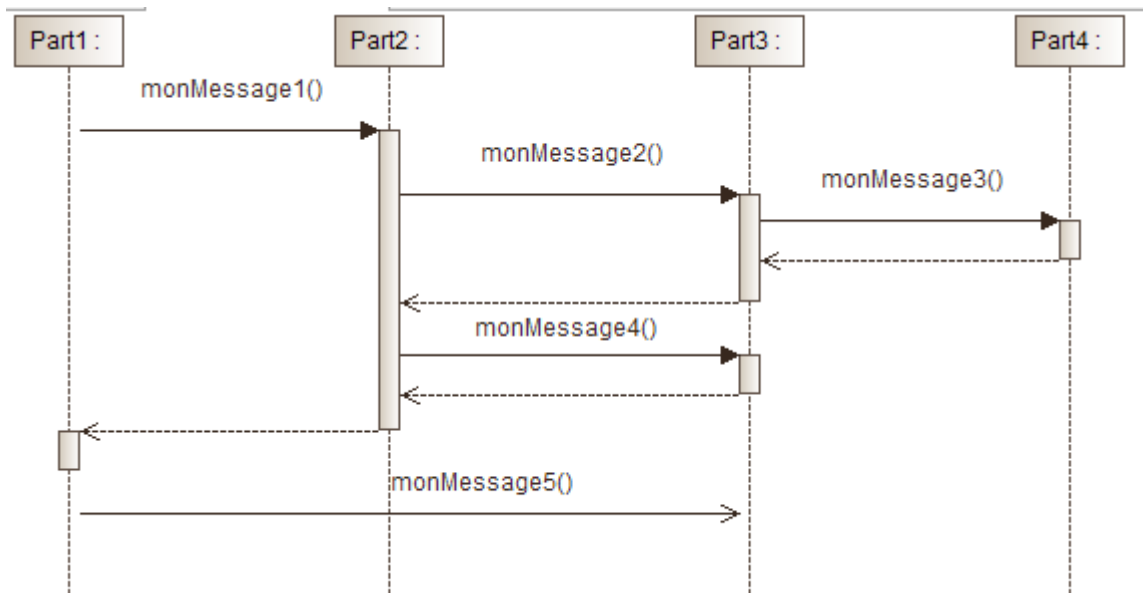 Part1 :
Part2 :
Part3 :
Part4 :
monMessage1()
monMessage2()
monMessage3()
monMessage4()
monMessage5()